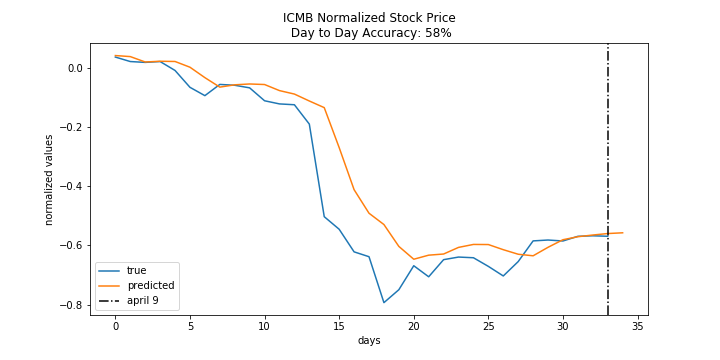 ICMB Normalized Stock Price
Day to Day Accuracy: 58%
normalized values
0.0
−0.2
−0.4
−0.6
−0.8
true
predicted
april 9
0 5 10 15 20 25 30 35
days